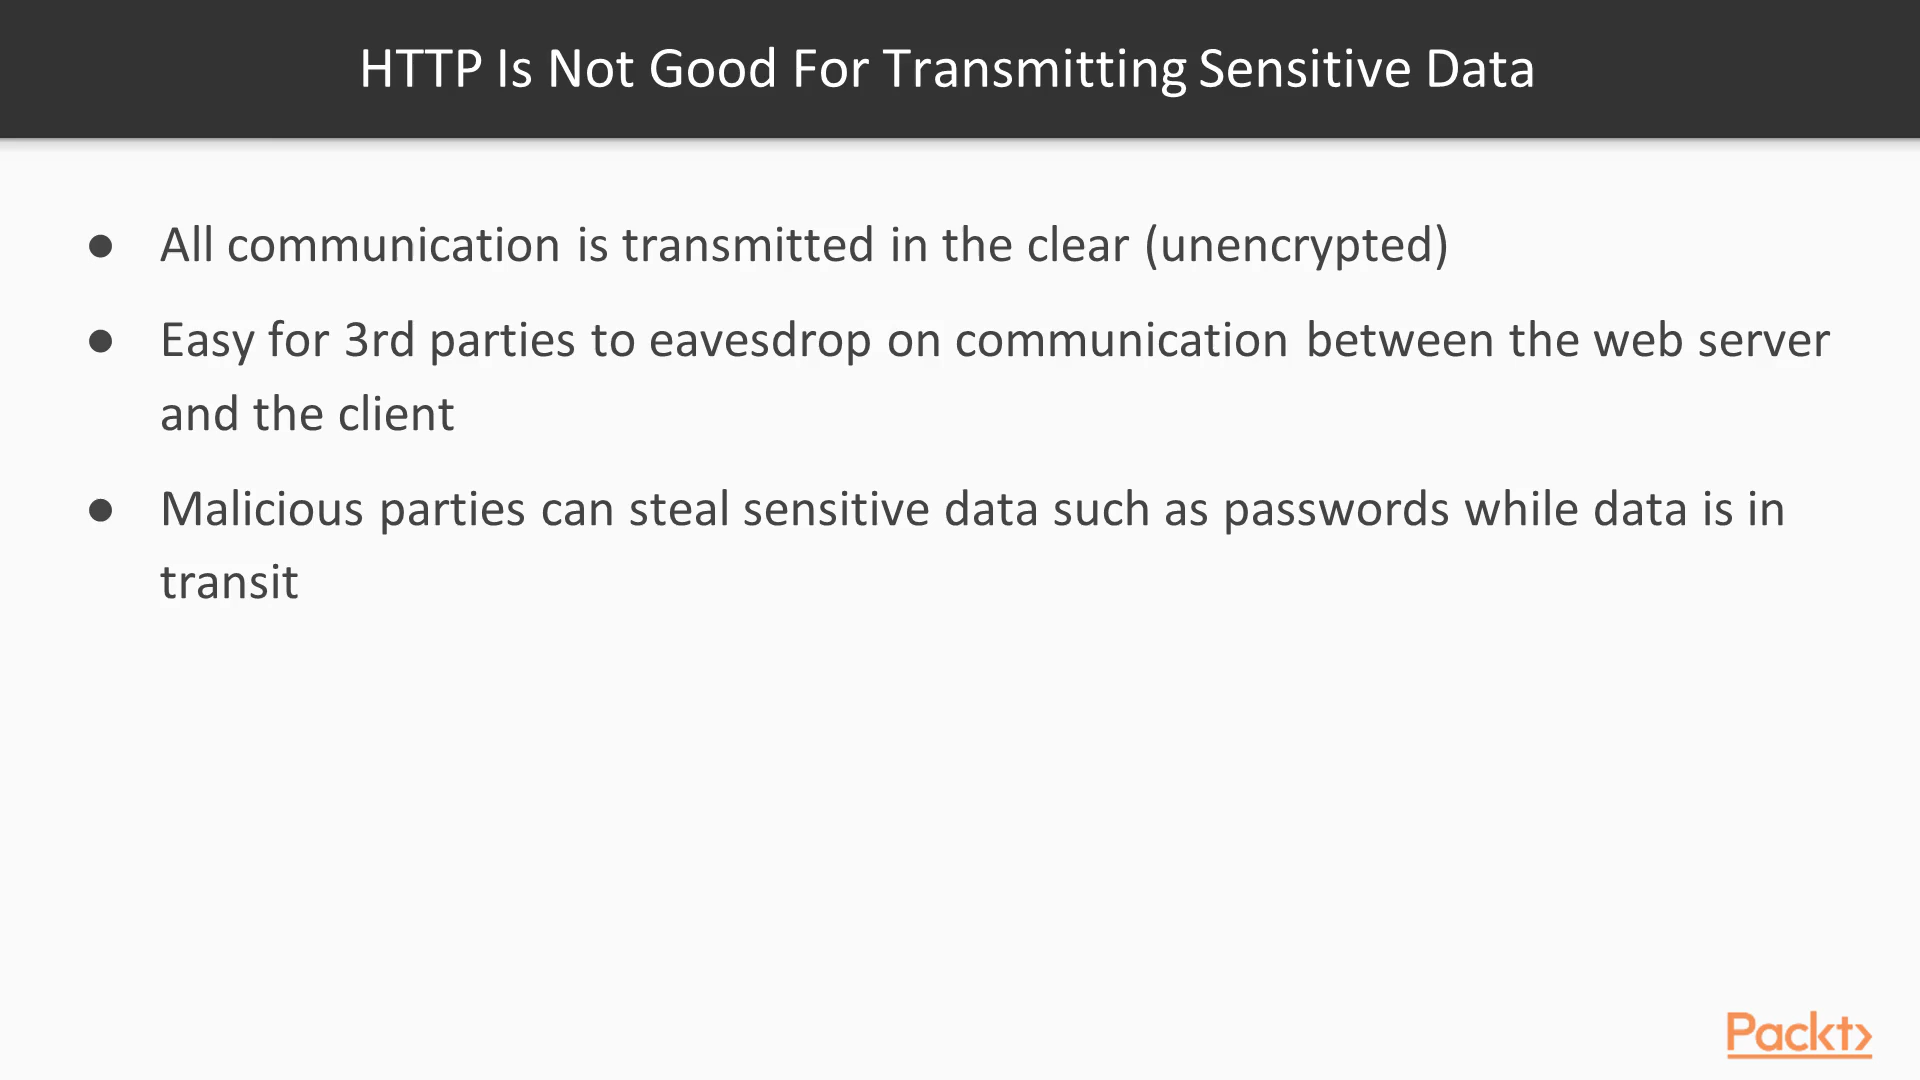 HTTP Is Not Good For Transmitting Sensitive Data
● All communication is transmitted in the clear (unencrypted)
● Easy for 3rd parties to eavesdrop on communication between the web server
and the client
● Malicious parties can steal sensitive data such as passwords while data is in
transit
Packt>